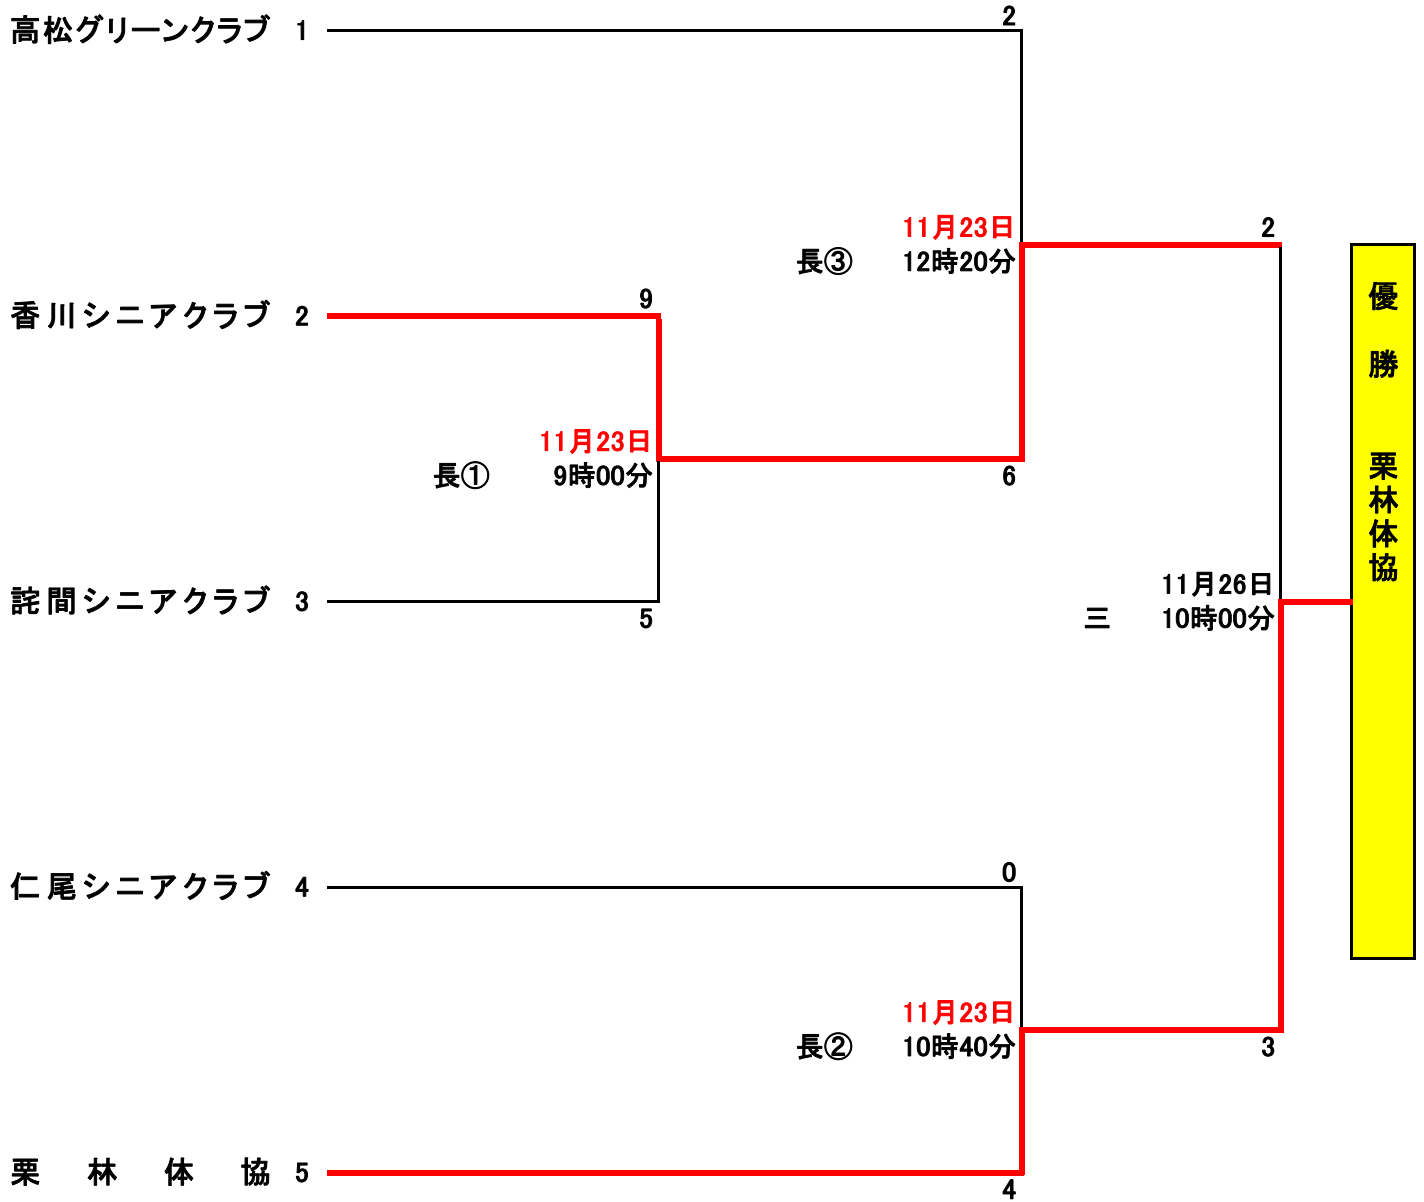 高松グリーンクラブ 1
2
11月23日
長③ 12時20分
2
香川シニアクラブ 2
9
11月23日
長① 9時00分
6
詫間シニアクラブ 3
5
11月26日
三 10時00分
優勝 栗林体協
仁尾シニアクラブ 4
0
11月23日
長② 10時40分
3
栗林体協 5
4